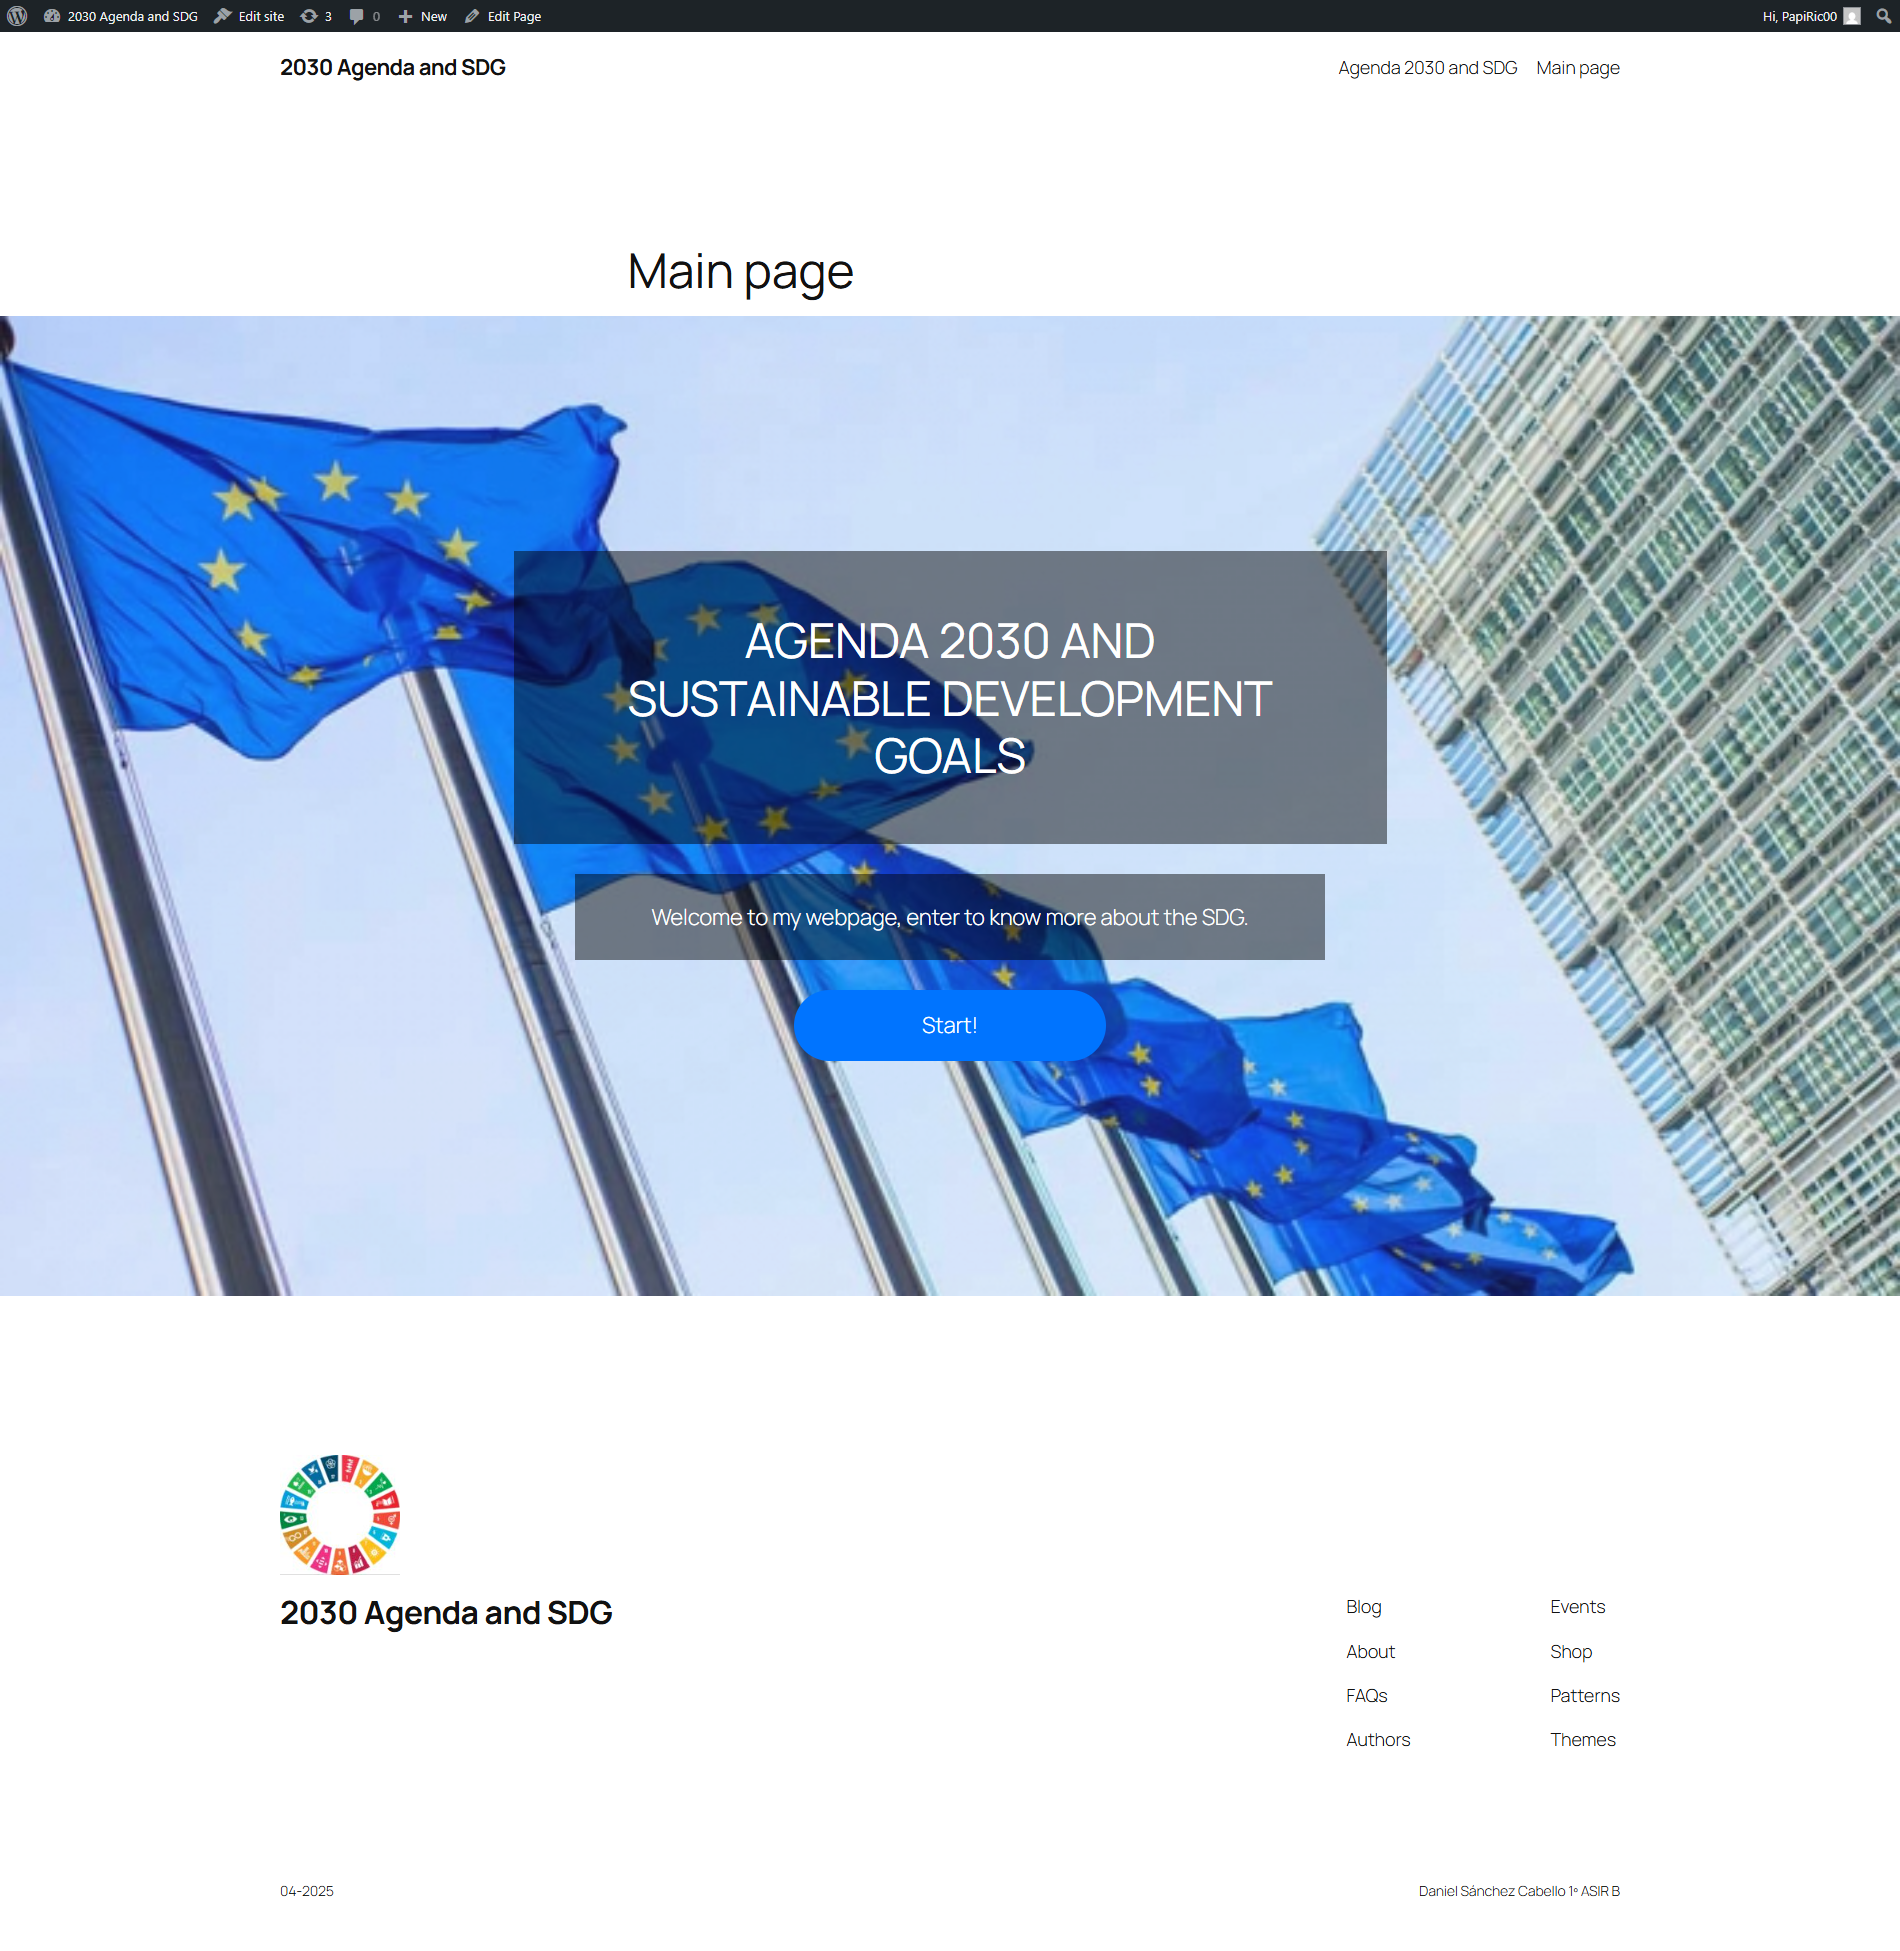 2030 Agenda and SDG Edit site 3 0 New Edit Page Hi, PapiRic00
2030 Agenda and SDG Agenda 2030 and SDG Main page
Main page
AGENDA 2030 AND
SUSTAINABLE DEVELOPMENT
GOALS
Welcome to my webpage, enter to know more about the SDG.
Start!
2030 Agenda and SDG
Blog Events
About Shop
FAQs Patterns
Authors Themes
04-2025 Daniel Sánchez Cabello 1º ASIR B